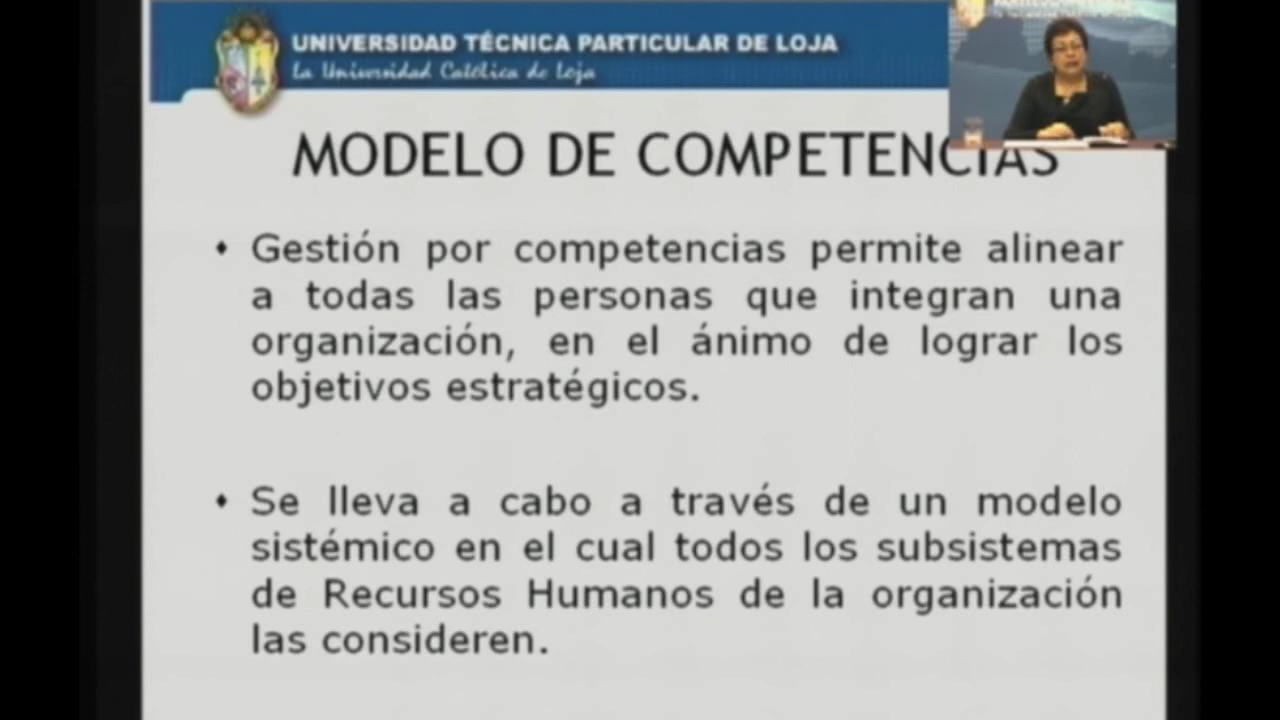 UNIVERSIDAD TÉCNICA PARTICULAR DE LOJA
La Universidad Católica de Loja
MODELO DE COMPETENCIAS
• Gestión por competencias permite alinear
a todas las personas que integran una
organización, en el ánimo de lograr los
objetivos estratégicos.
• Se lleva a cabo a través de un modelo
sistémico en el cual todos los subsistemas
de Recursos Humanos de la organización
las consideren.